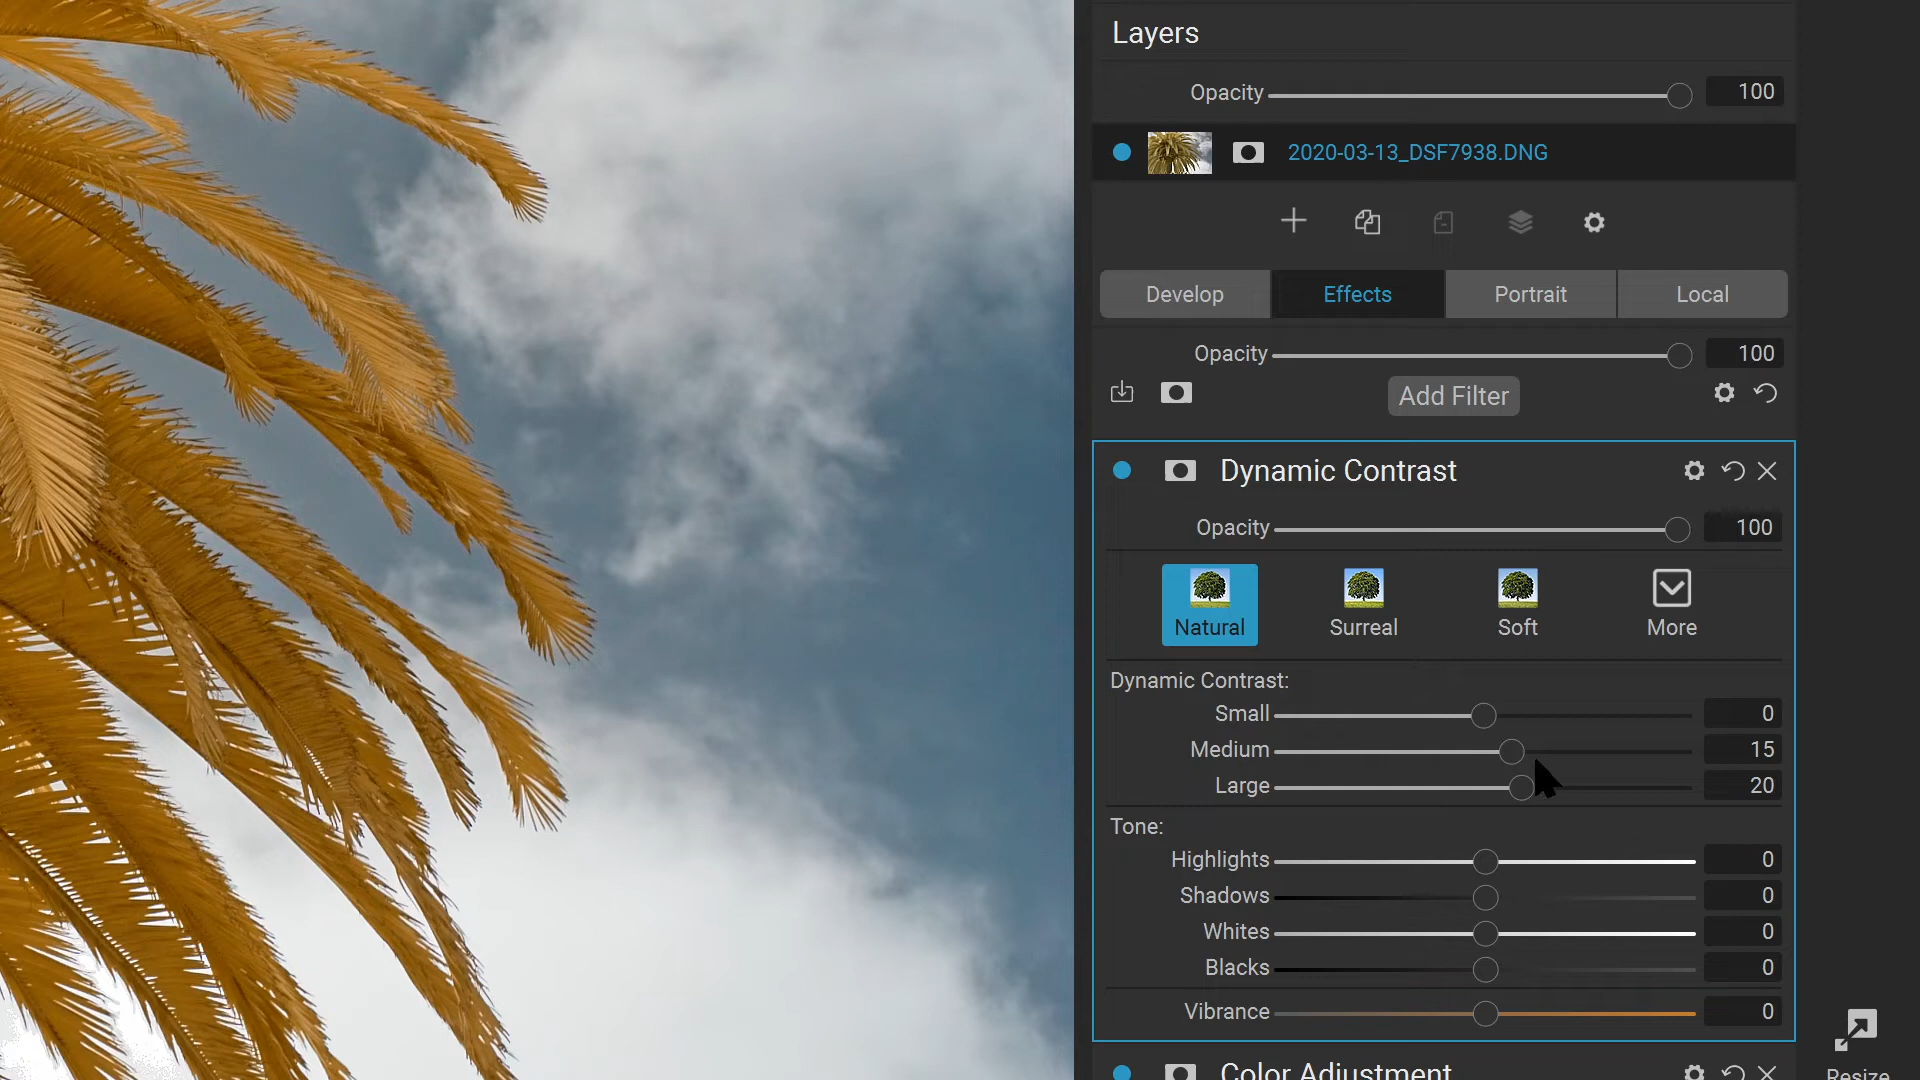 Layers
Opacity 100
2020-03-13_DSF7938.DNG
Develop Effects Portrait Local
Opacity 100
Add Filter
Dynamic Contrast
Opacity 100
Natural Surreal Soft More
Dynamic Contrast:
Small 0
Medium 15
Large 20
Tone:
Highlights 0
Shadows 0
Whites 0
Blacks 0
Vibrance 0
Color Adjustment
Resize